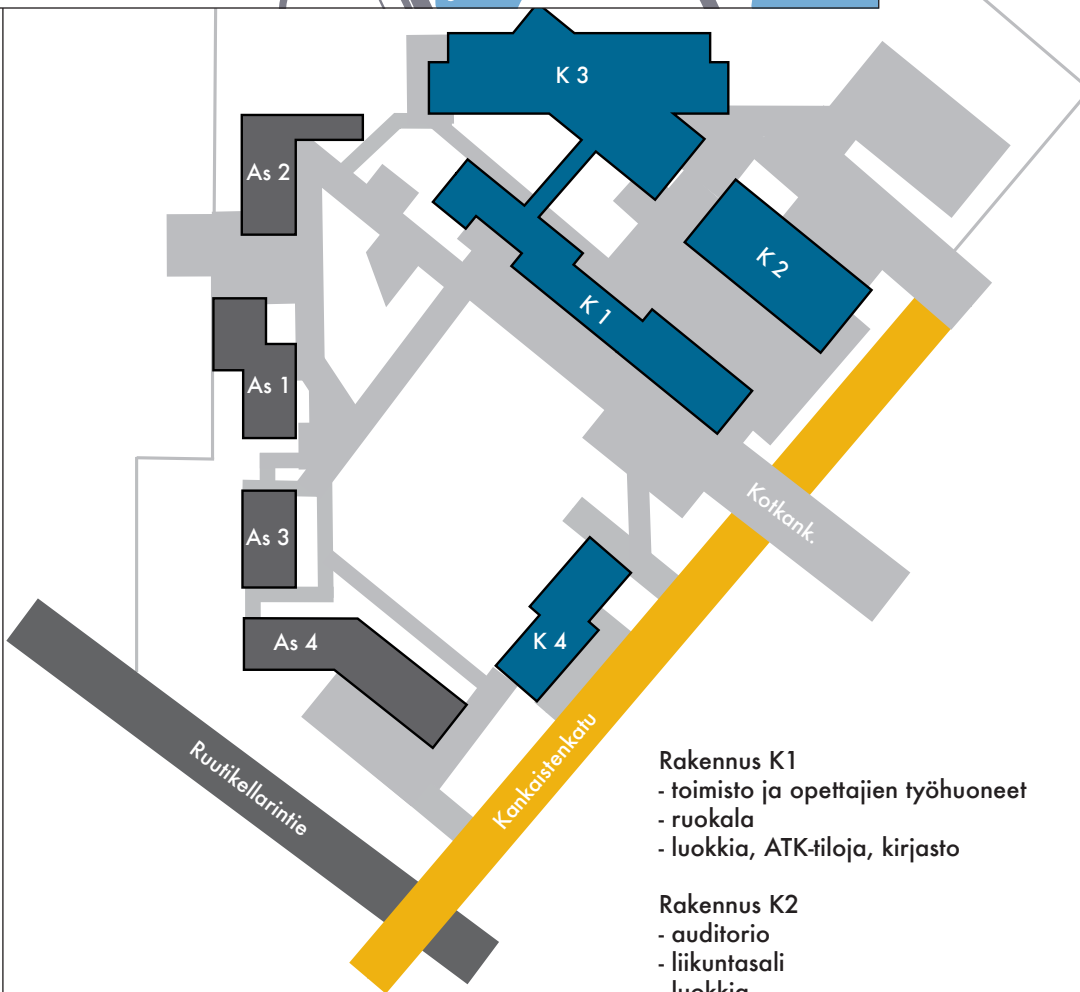 K 3
As 2
K 2
K 1
As 1
Kotkank.
As 3
As 4
K 4
Ruutikellarintie
Kankaistenkatu
Rakennus K1
- toimisto ja opettajien työhuoneet
- ruokala
- luokkia, ATK-tiloja, kirjasto
Rakennus K2
- auditorio
- liikuntasali
- luokkia